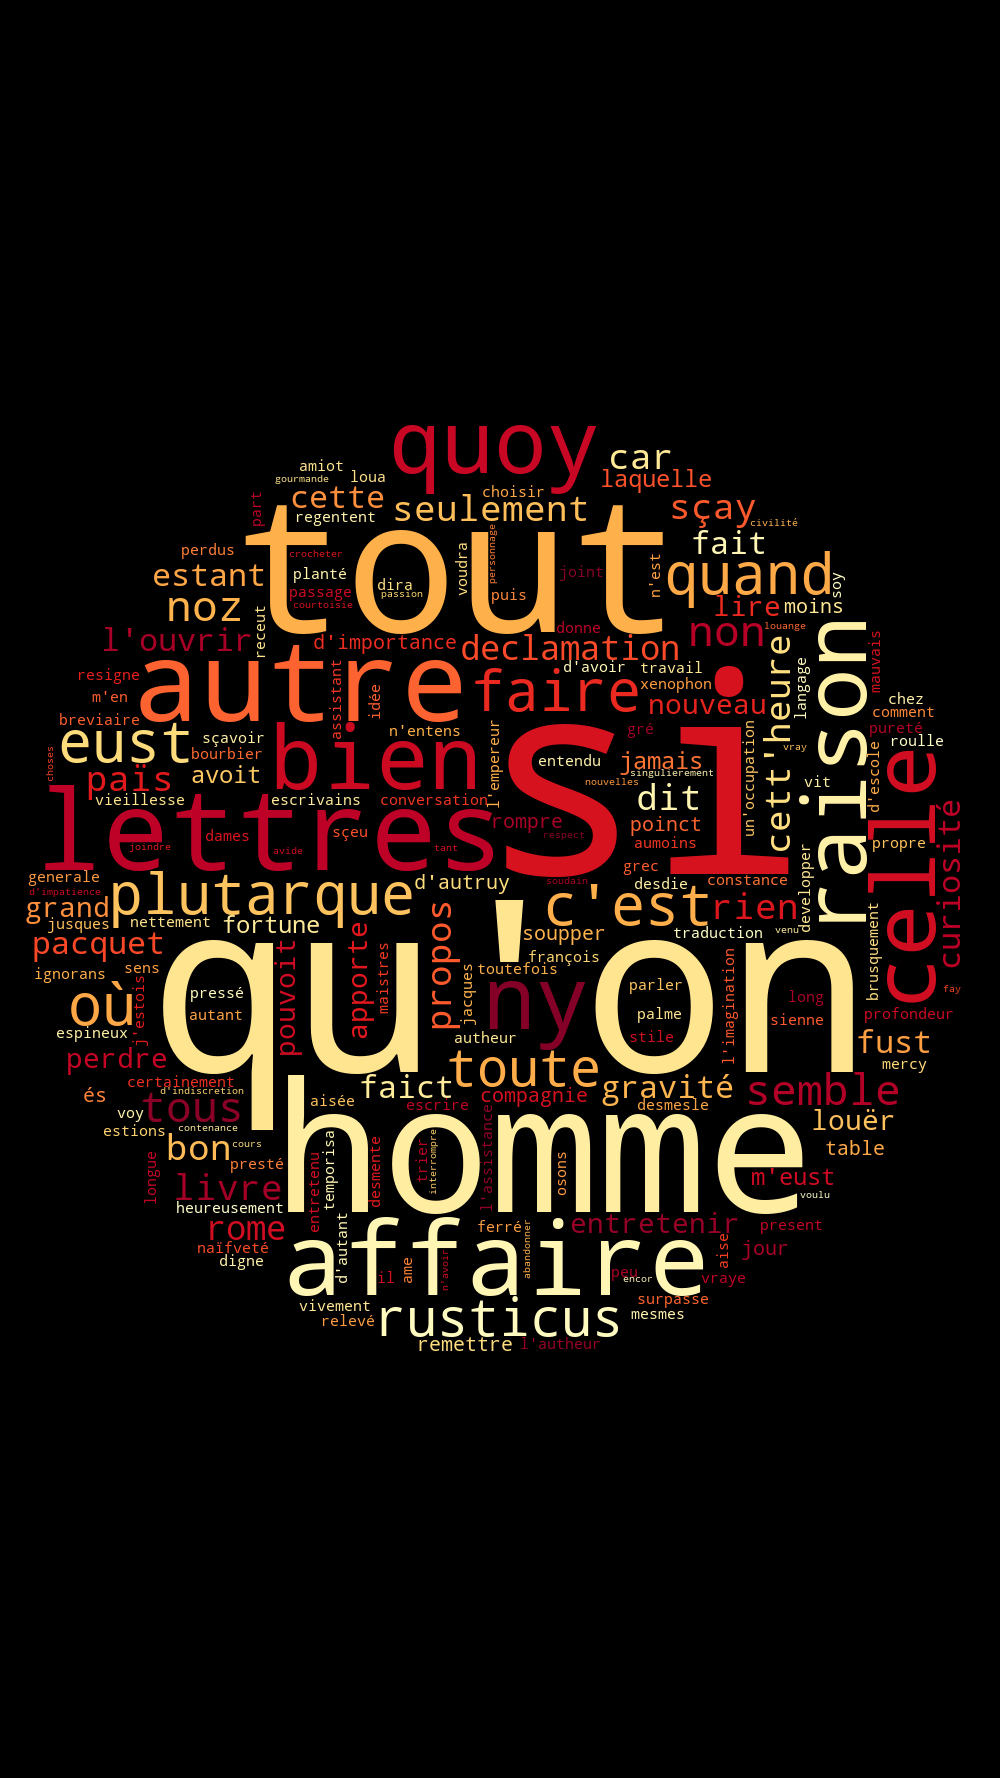 quoy
car
amiot
loua
gourmande
laquelle
cette
choisir
part
seulement
sçay
regentent
civilité
tout
fait
perdus
crocheter
personnage
voudra
n'est
quand
estant
planté
dira
passion
joint
soy
passage
puis
noz
courtoisie
lire
moins
receut
donne
non
louange
l'ouvrir
d'importance
declamation
cett'heure
raison
mauvais
autre
d'avoir
travail
langage
resigne
assistant
idée
faire
xenophon
m'en
nouveau
chez
comment
breviaire
n'entens
si
gré
pureté
eust
sçavoir
bien
l'empereur
un'occupation
vray
roulle
bourbier
entendu
jamais
celle
choses
païs
avoit
singulierement
nouvelles
vit
d'escole
vieillesse
escrivains
conversation
dit
curiosité
lettres
rompre
poinct
dames
sçeu
respect
aumoins
propre
joindre
avide
tant
developper
generale
grec
d'impatience
plutarque
d'autruy
soudain
desdie
constance
grand
c'est
rien
jusques
nettement
fortune
propos
qu'on
soupper
traduction
venu
brusquement
pacquet
apporte
françois
ignorans
sens
pouvoit
maistres
toutefois
l'imagination
où
j'estois
pressé
jacques
ny
parler
long
fay
autant
palme
sienne
profondeur
espineux
autheur
stile
fust
perdre
toute
mercy
certainement
faict
gravité
semble
és
d'indiscretion
aisée
compagnie
voy
tous
homme
escrire
l'assistance
desmesle
louër
estions
contenance
bon
cours
table
longue
presté
entretenu
temporisa
desmente
trier
interrompre
osons
m'eust
livre
voulu
heureusement
rome
affaire
ferré
entretenir
present
naïfveté
d'autant
aise
jour
digne
il
ame
n'avoir
abandonner
peu
encor
vraye
vivement
rusticus
surpasse
relevé
mesmes
remettre
l'autheur